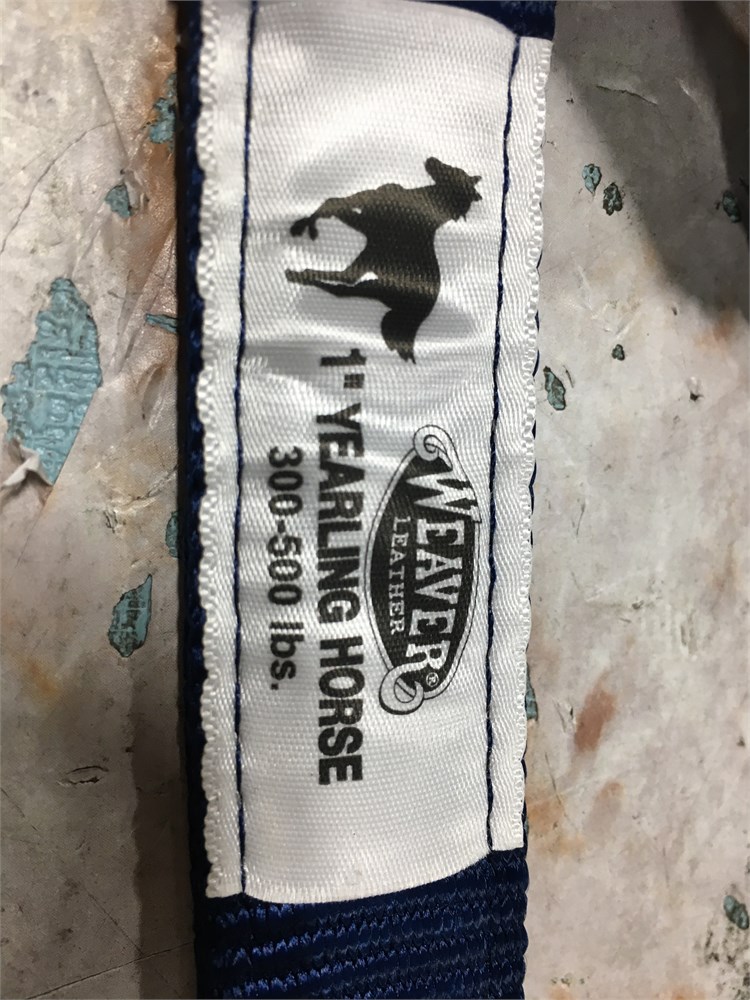 WEAVER®
LEATHER
1" YEARLING HORSE
300-500 lbs.